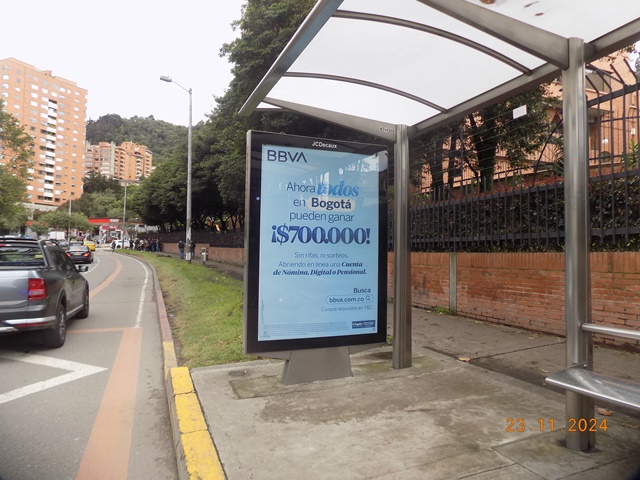 JCDecaux
BBVA
Ahora todos
en Bogotá
pueden ganar
¡$700.000!
Sin rifas, ni sorteos.
Abriendo en línea una Cuenta
de Nómina, Digital o Pensional.
Busca
bbva.com.co
23 11 2024